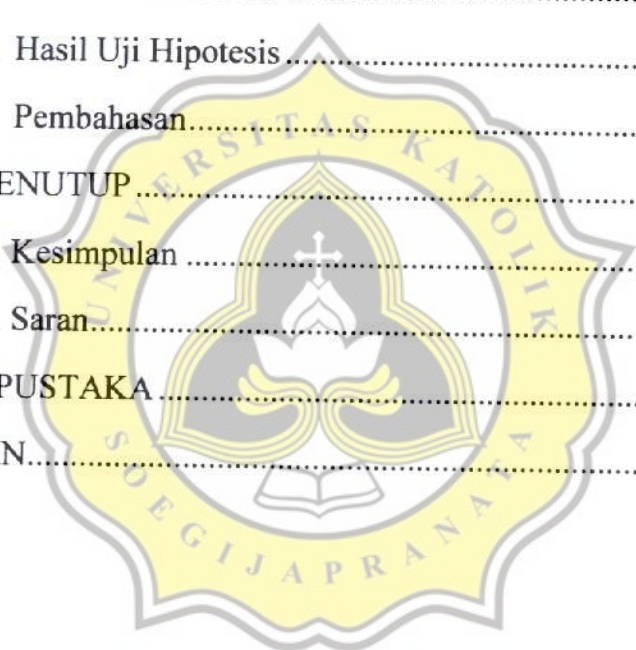 Hasil Uji Hipotesis
Pembahasan
ENUTUP
Kesimpulan
Saran
PUSTAKA
N
UNIVERSITAS KATOLIK
SOEGIJAPRANATA